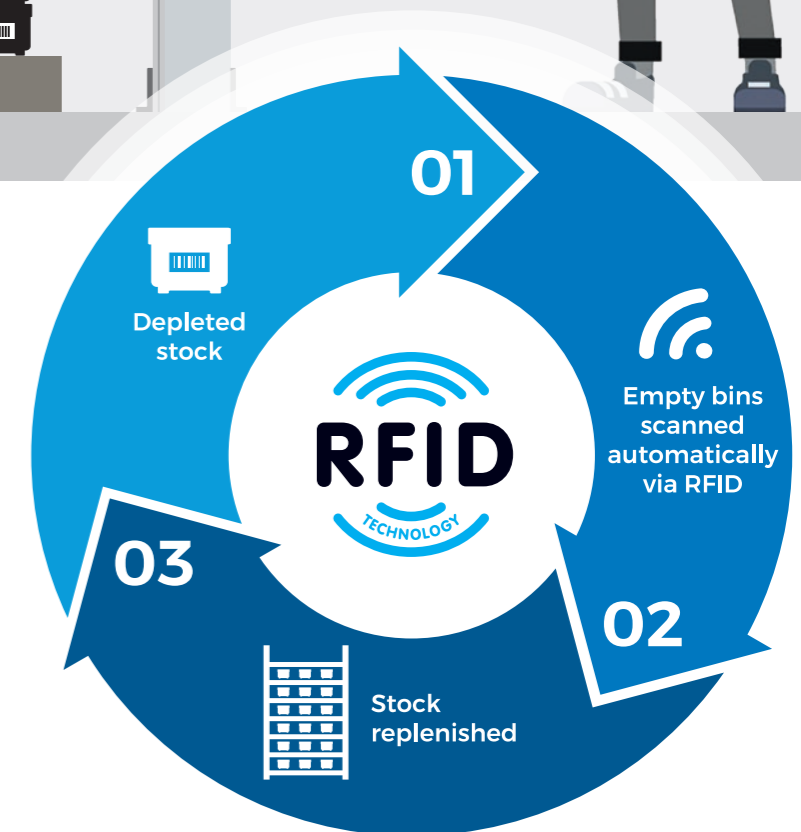 01
Depleted
stock
Empty bins
scanned
automatically
via RFID
02
03
Stock
replenished
RFID
TECHNOLOGY